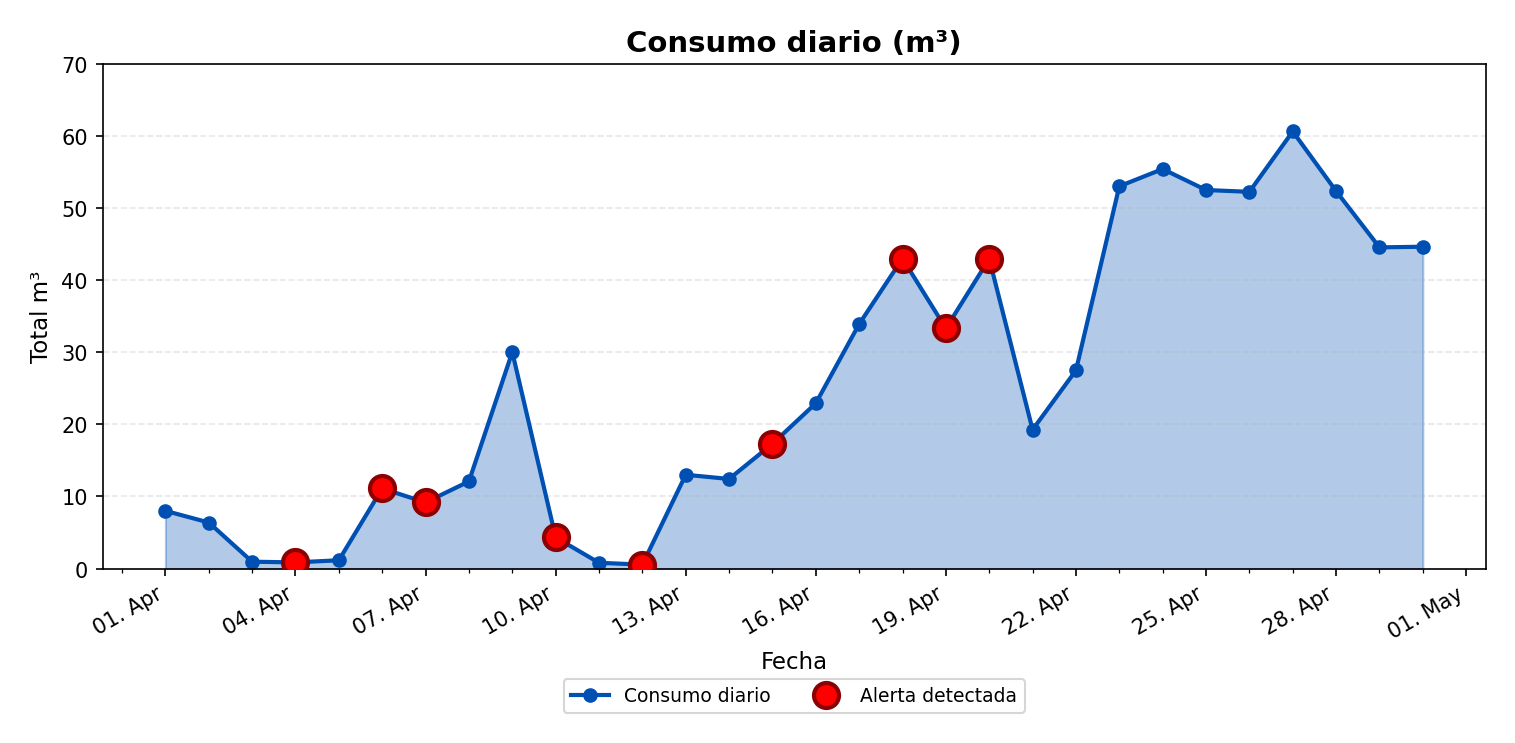 Consumo diario (m³)
Total m³
70
60
50
40
30
20
10
0
01. Apr
04. Apr
07. Apr
10. Apr
13. Apr
16. Apr
19. Apr
22. Apr
25. Apr
28. Apr
01. May
Fecha
Consumo diario
Alerta detectada